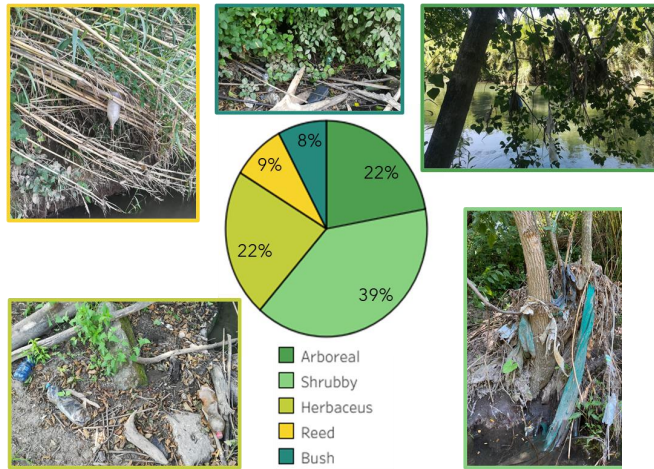 8%
9%
22%
22%
39%
Arboreal
Shrubby
Herbaceus
Reed
Bush